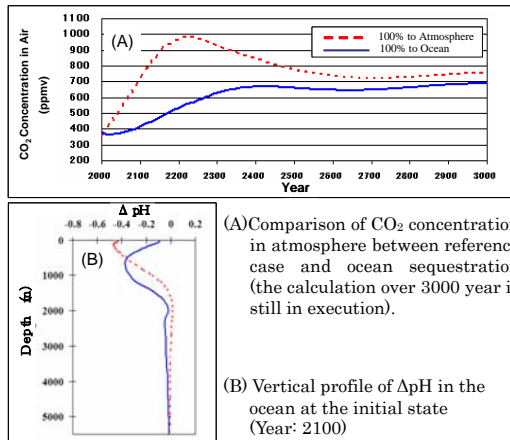 1100
1000
900
800
700
600
500
400
300
200
CO2 Concentration in Air
(ppmv)
(A)
100% to Atmosphere
100% to Ocean
2000 2100 2200 2300 2400 2500 2600 2700 2800 2900 3000
Year
Δ pH
-0.8 -0.6 -0.4 -0.2 0 0.2
0
1000
2000
3000
4000
5000
Depth (m)
(B)
(A)Comparison of CO2 concentration
in atmosphere between referenc
case and ocean sequestration
(the calculation over 3000 year i
still in execution).
(B) Vertical profile of ΔpH in the
ocean at the initial state
(Year: 2100)